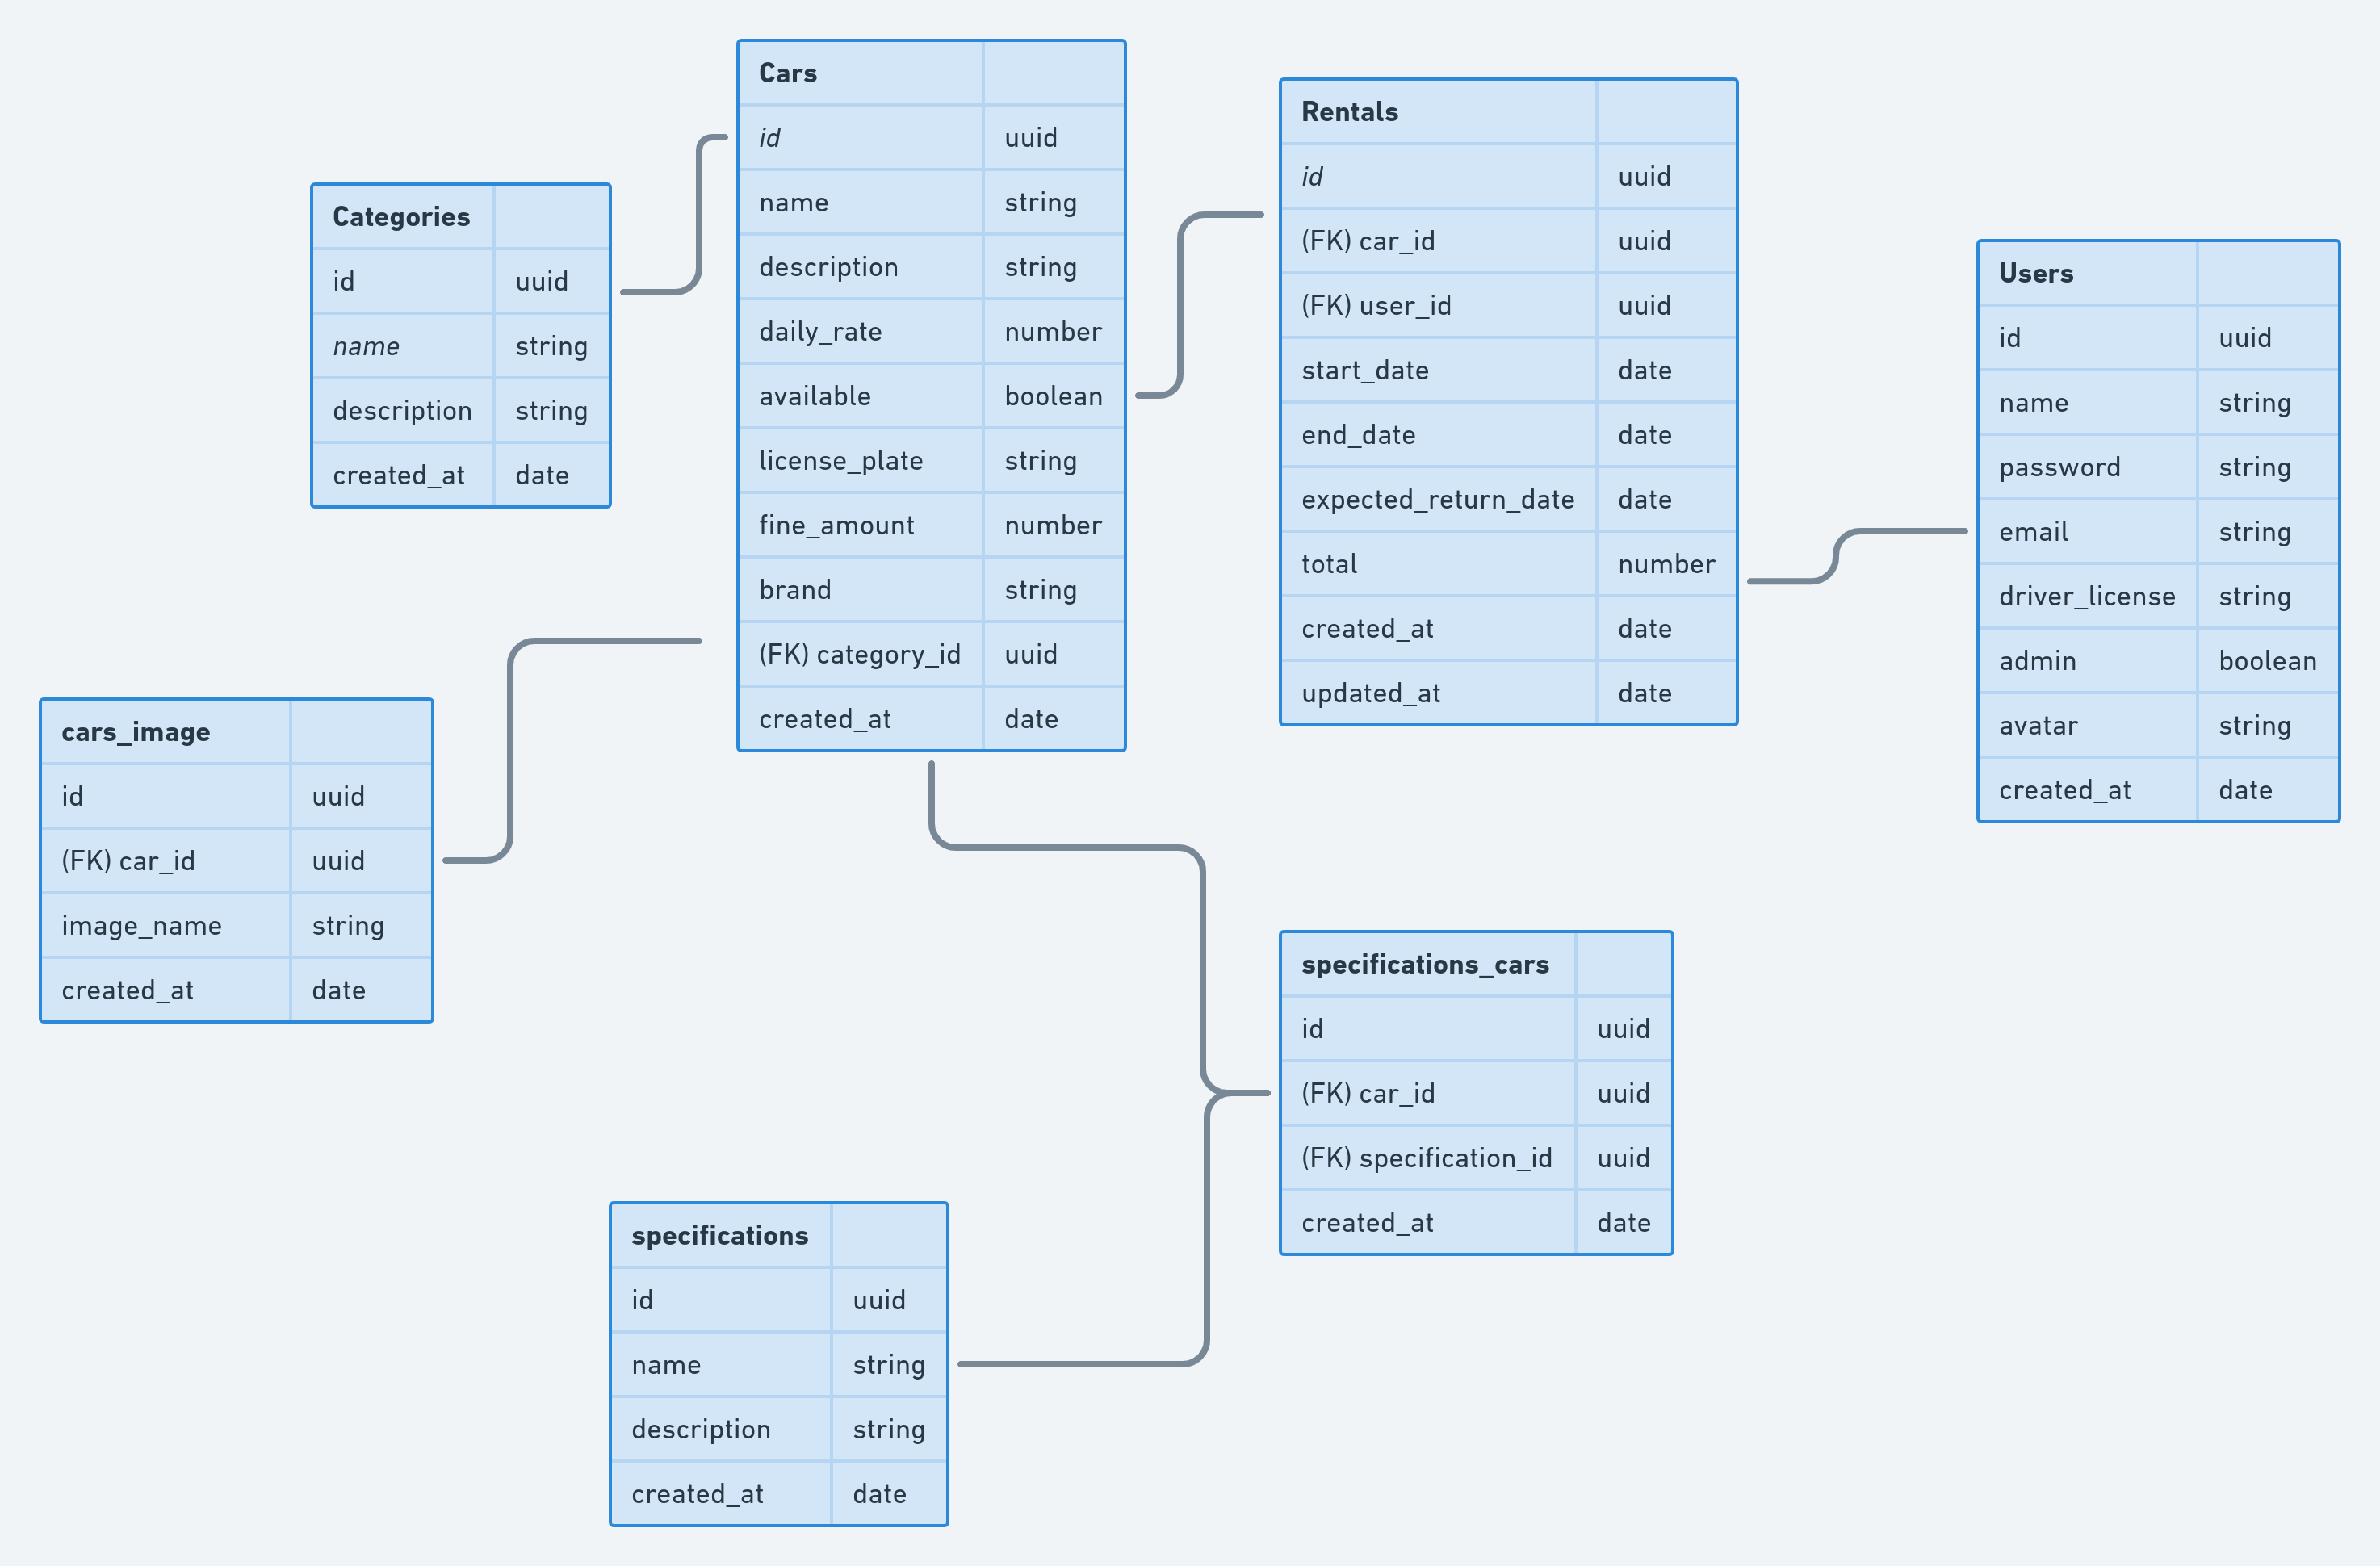 Cars
id uuid
name string
description string
daily_rate number
available boolean
license_plate string
fine_amount number
brand string
(FK) category_id uuid
created_at date
Rentals
id uuid
(FK) car_id uuid
(FK) user_id uuid
start_date date
end_date date
expected_return_date date
total number
created_at date
updated_at date
Categories
id uuid
name string
description string
created_at date
Users
id uuid
name string
password string
email string
driver_license string
admin boolean
avatar string
created_at date
cars_image
id uuid
(FK) car_id uuid
image_name string
created_at date
specifications_cars
id uuid
(FK) car_id uuid
(FK) specification_id uuid
created_at date
specifications
id uuid
name string
description string
created_at date